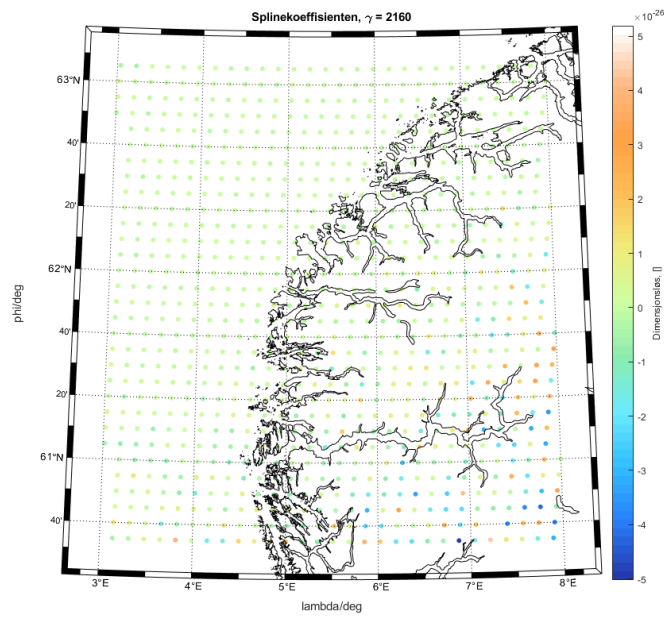 Splinekoeffisienten, γ = 2160
×10⁻²⁶
63°N
40'
20'
62°N
40'
20'
61°N
40'
phi/deg
3°E
4°E
5°E
6°E
7°E
8°E
lambda/deg
5
4
3
2
1
0
-1
-2
-3
-4
-5
Dimensjonsløs, []